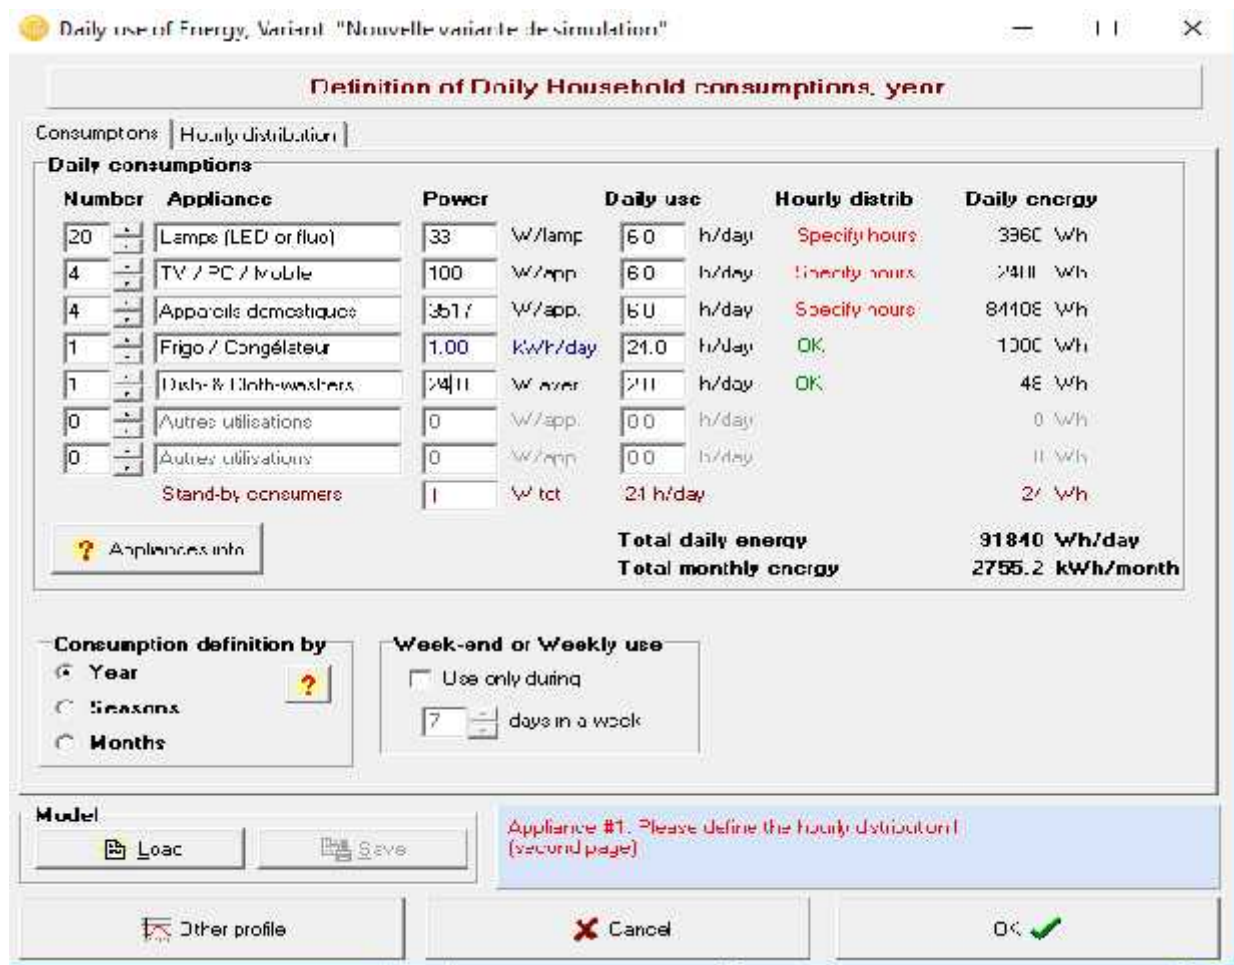 Daily use of Energy, Variant "Nouvelle variante de simulation"
Definition of Daily Household consumptions, year
Consumptions Hourly distribution
Daily consumptions
Number Appliance Power Daily use Hourly distrib Daily energy
20 Lamps (LED or fluo) 33 W/lamp 6.0 h/day Specify hours 3960 Wh
4 TV / PC / Mobile 100 W/app. 6.0 h/day Specify hours 2400 Wh
4 Appareils domestiques 3517 W/app. 6.0 h/day Specify hours 84408 Wh
1 Frigo / Congélateur 1.00 kWh/day 24.0 h/day OK 1000 Wh
1 Dish- & Cloth-washers W aver. h/day OK 48 Wh
0 Autres utilisations 0 W/app. 0.0 h/day 0 Wh
0 Autres utilisations 0 W/app. 0.0 h/day 0 Wh
Stand-by consumers 1 W tot 24 h/day 24 Wh
? Appliances info Total daily energy 91840 Wh/day
Total monthly energy 2755.2 kWh/month
Consumption definition by Week-end or Weekly use
Year ? Use only during
Seasons 7 days in a week
Months
Model
Load Save
Appliance #1: Please define the hourly distribution !
(second page)
Other profile Cancel OK